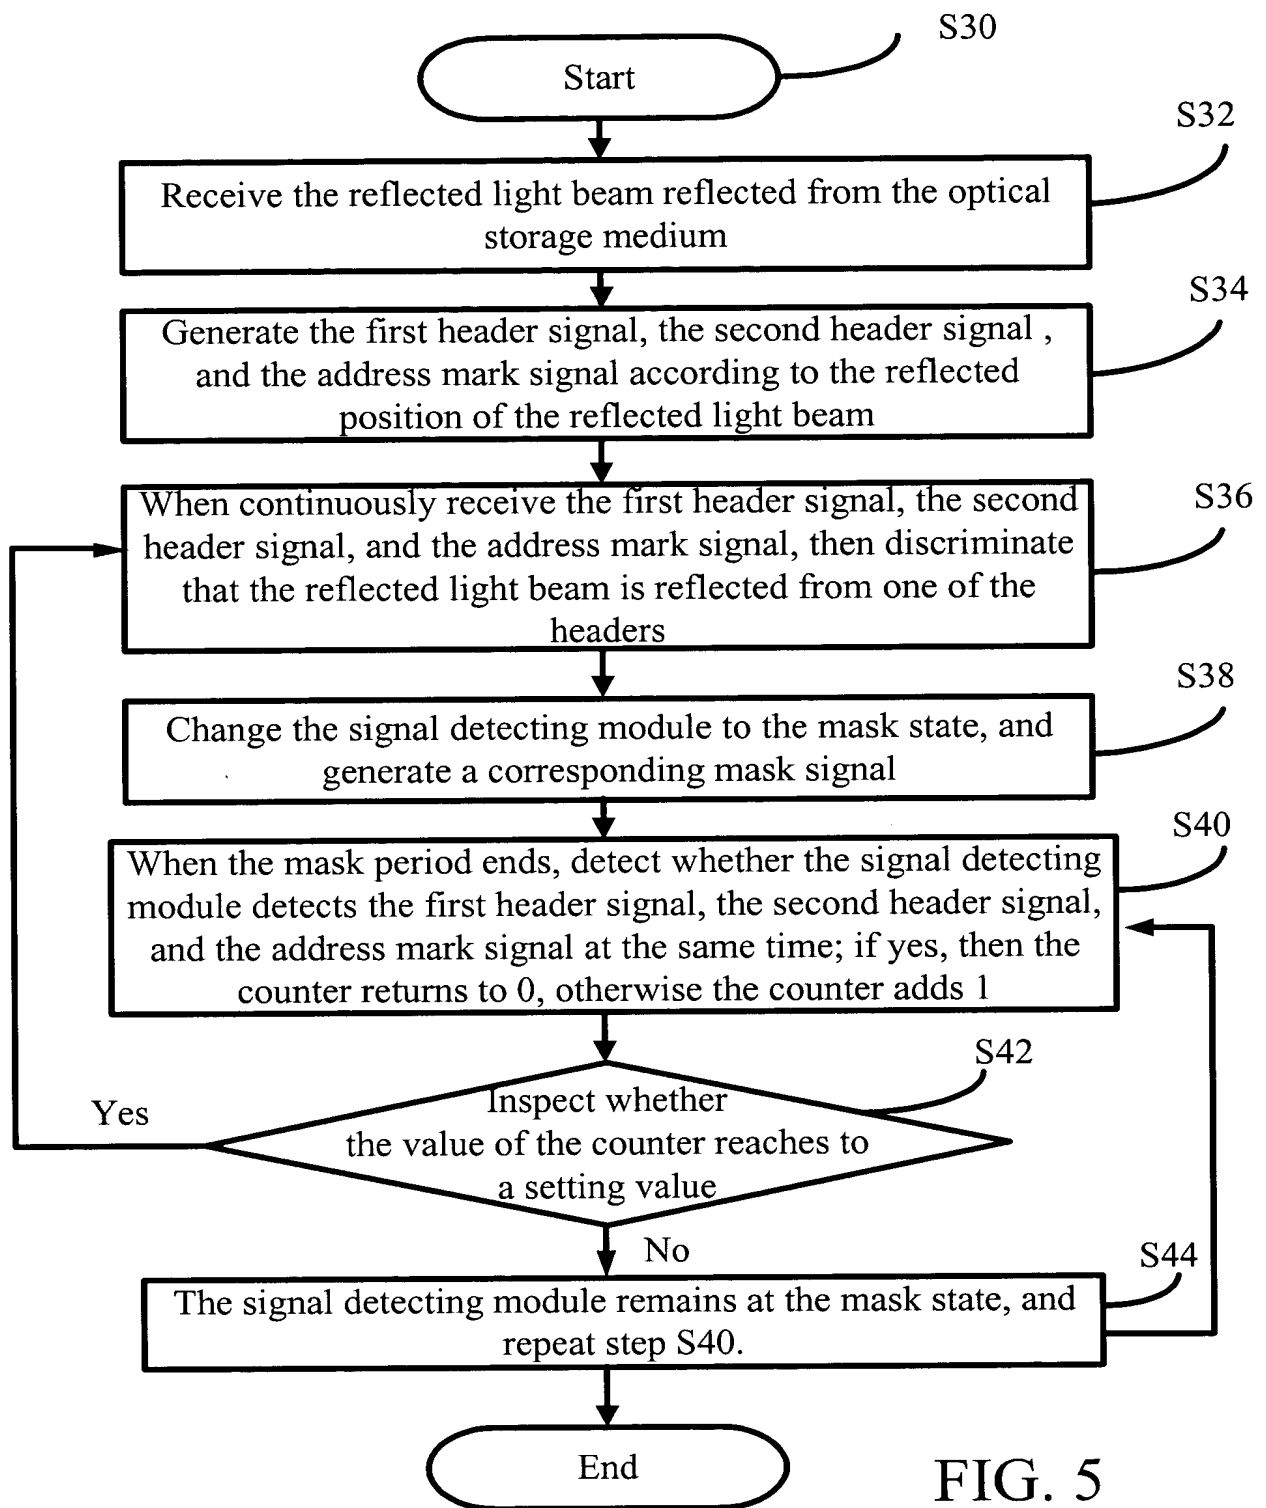 S30
Start
S32
Receive the reflected light beam reflected from the optical
storage medium
S34
Generate the first header signal, the second header signal ,
and the address mark signal according to the reflected
position of the reflected light beam
S36
When continuously receive the first header signal, the second
header signal, and the address mark signal, then discriminate
that the reflected light beam is reflected from one of the
headers
S38
Change the signal detecting module to the mask state, and
generate a corresponding mask signal
S40
When the mask period ends, detect whether the signal detecting
module detects the first header signal, the second header signal,
and the address mark signal at the same time; if yes, then the
counter returns to 0, otherwise the counter adds 1
S42
Inspect whether
the value of the counter reaches to
a setting value
Yes
No
S44
The signal detecting module remains at the mask state, and
repeat step S40.
End
FIG. 5